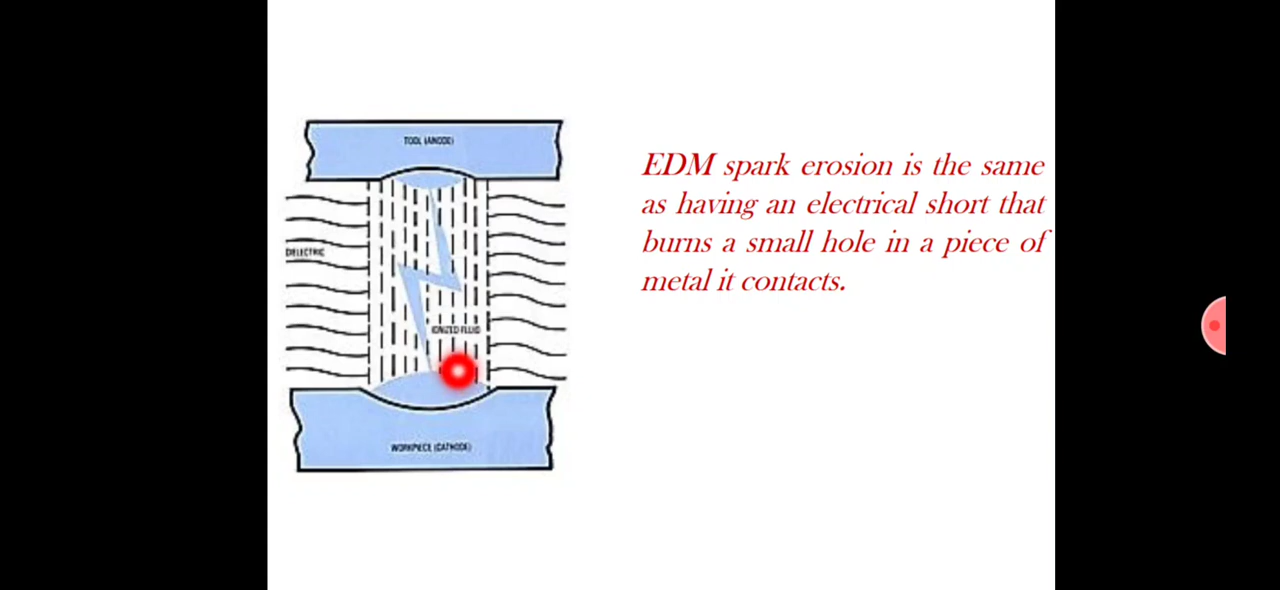 TOOL (ANODE)
DIELECTRIC
IONIZED FLUID
WORKPIECE (CATHODE)
EDM spark erosion is the same
as having an electrical short that
burns a small hole in a piece of
metal it contacts.